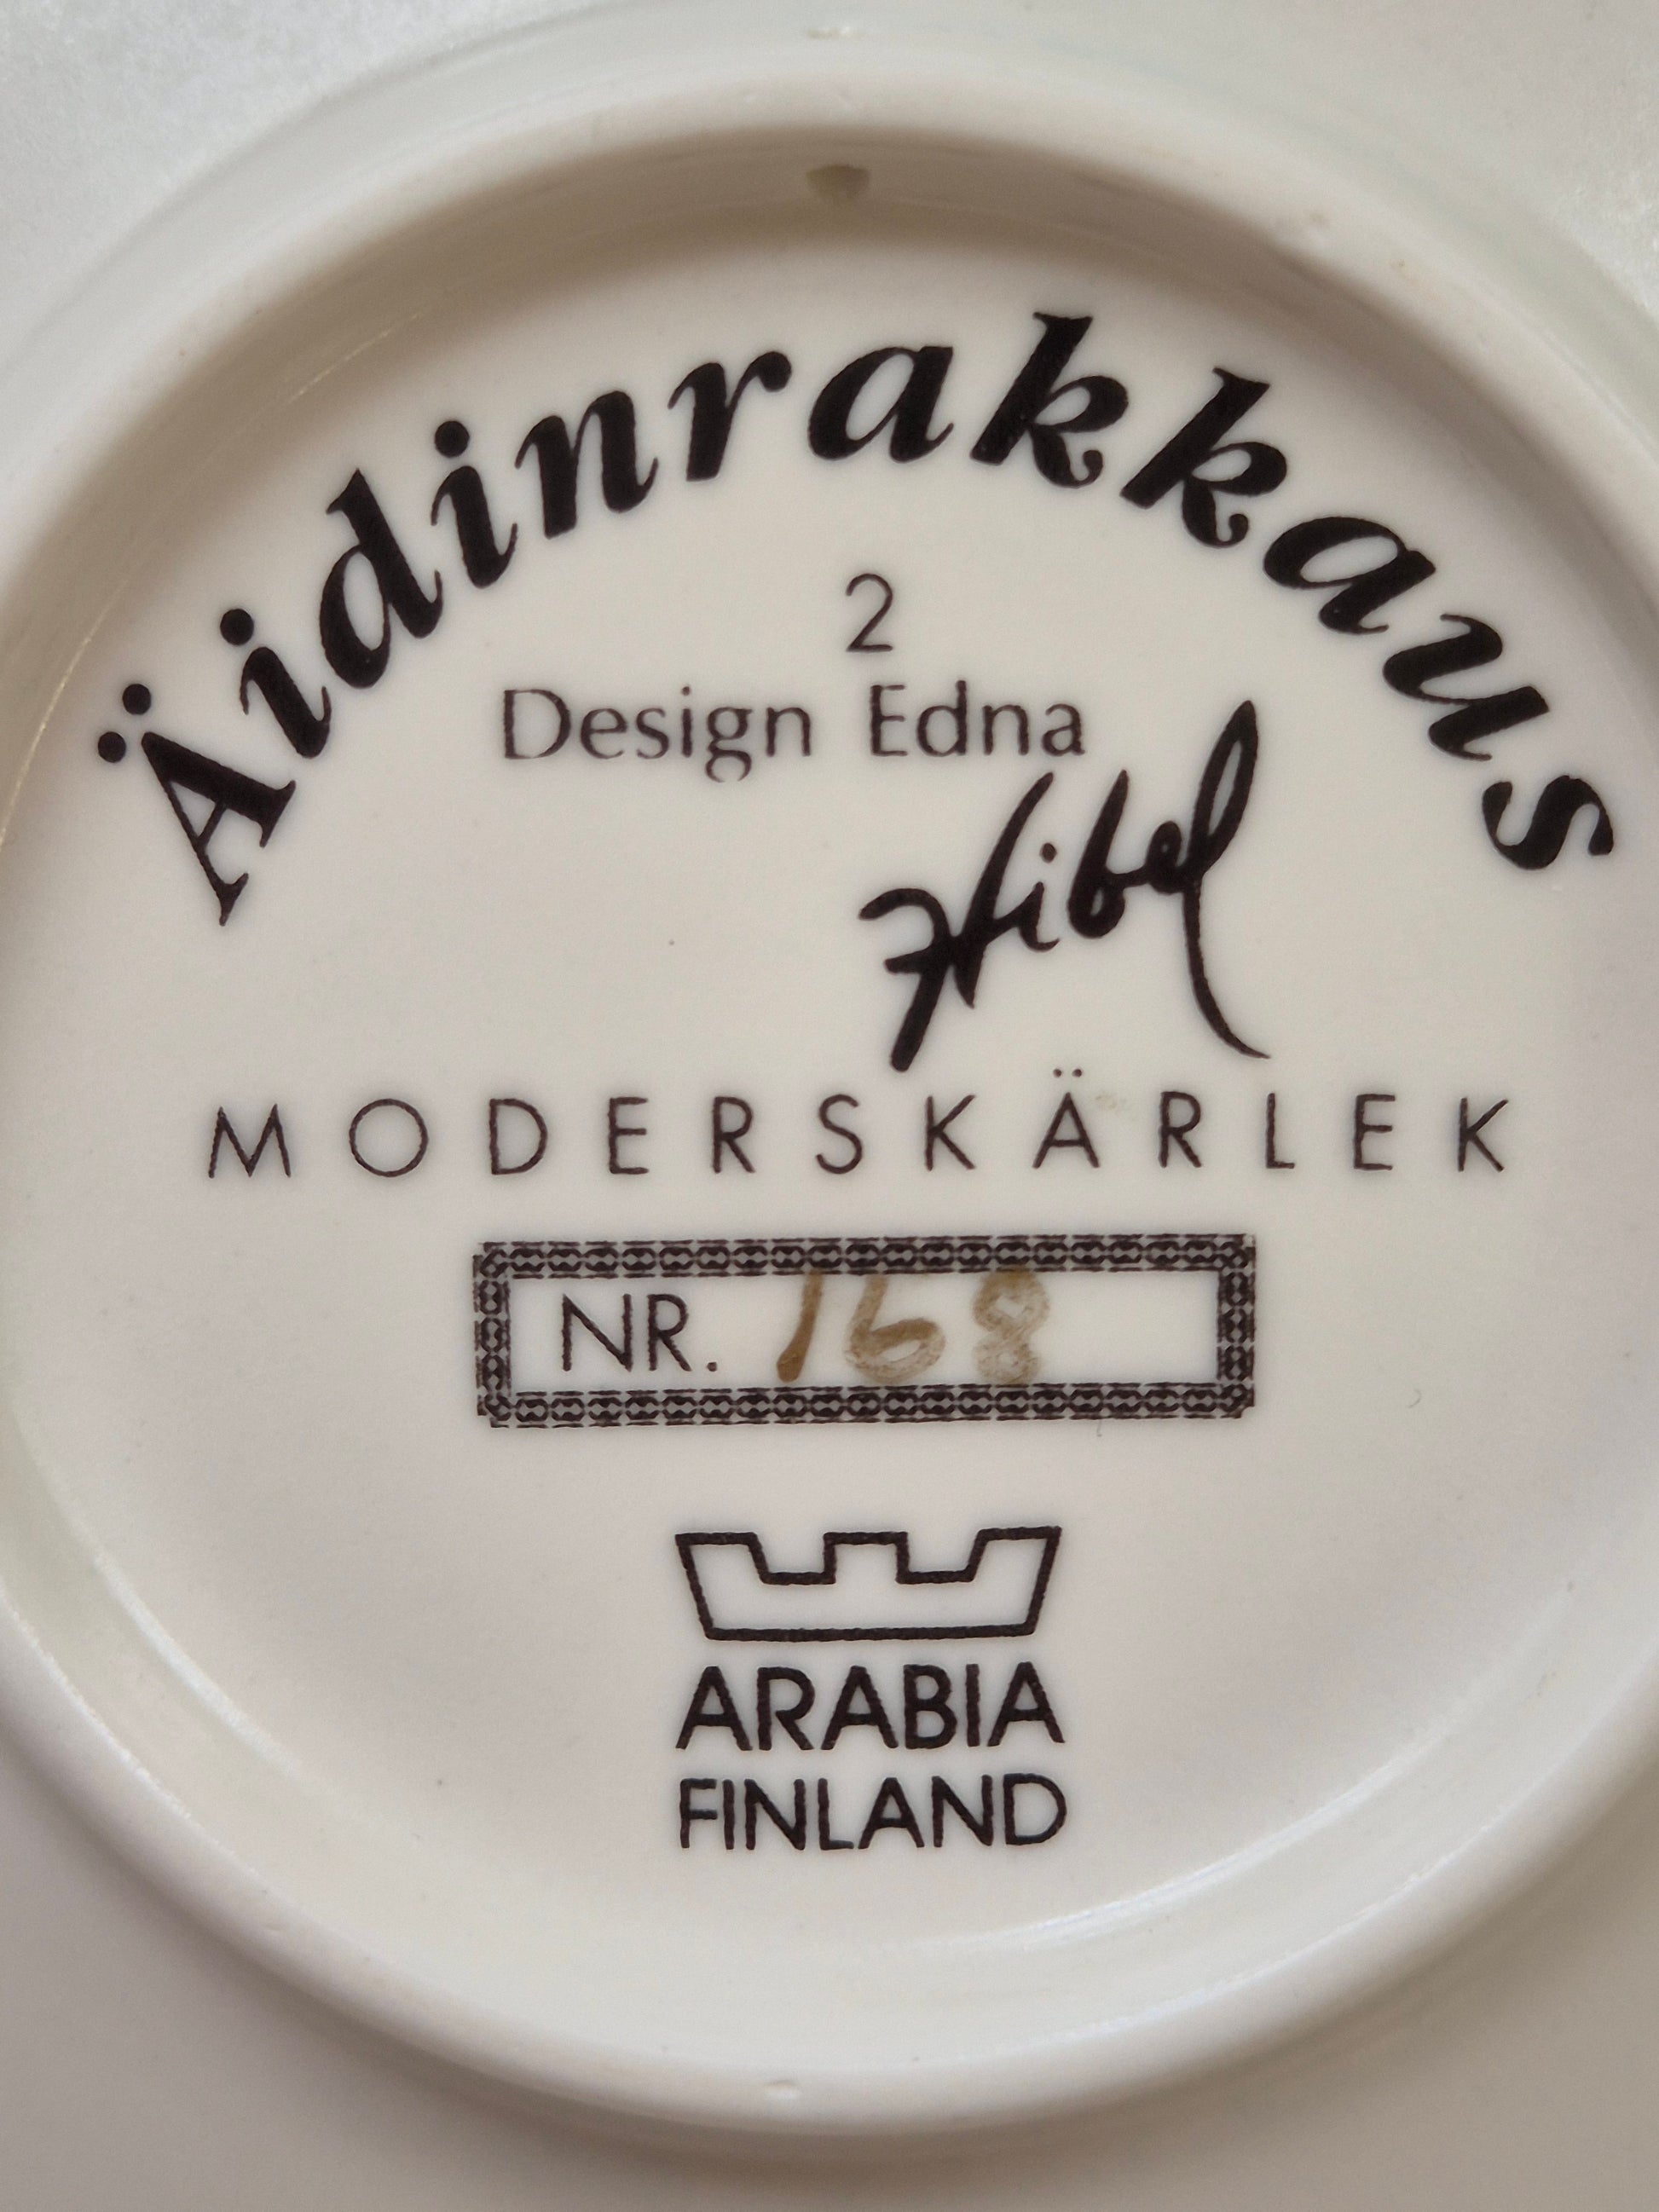 Äidinrakkaus
2
Design Edna
Hibel
MODERSKÄRLEK
NR. 168
ARABIA
FINLAND